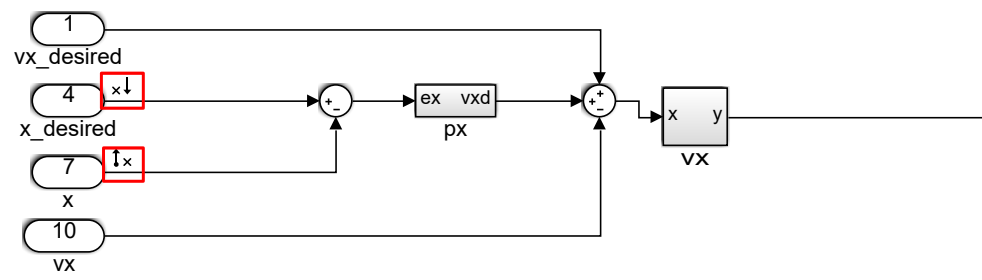 1
vx_desired
4
×↓
x_desired
+
−
ex vxd
px
+
+
−
x y
vx
7
×
x
10
vx